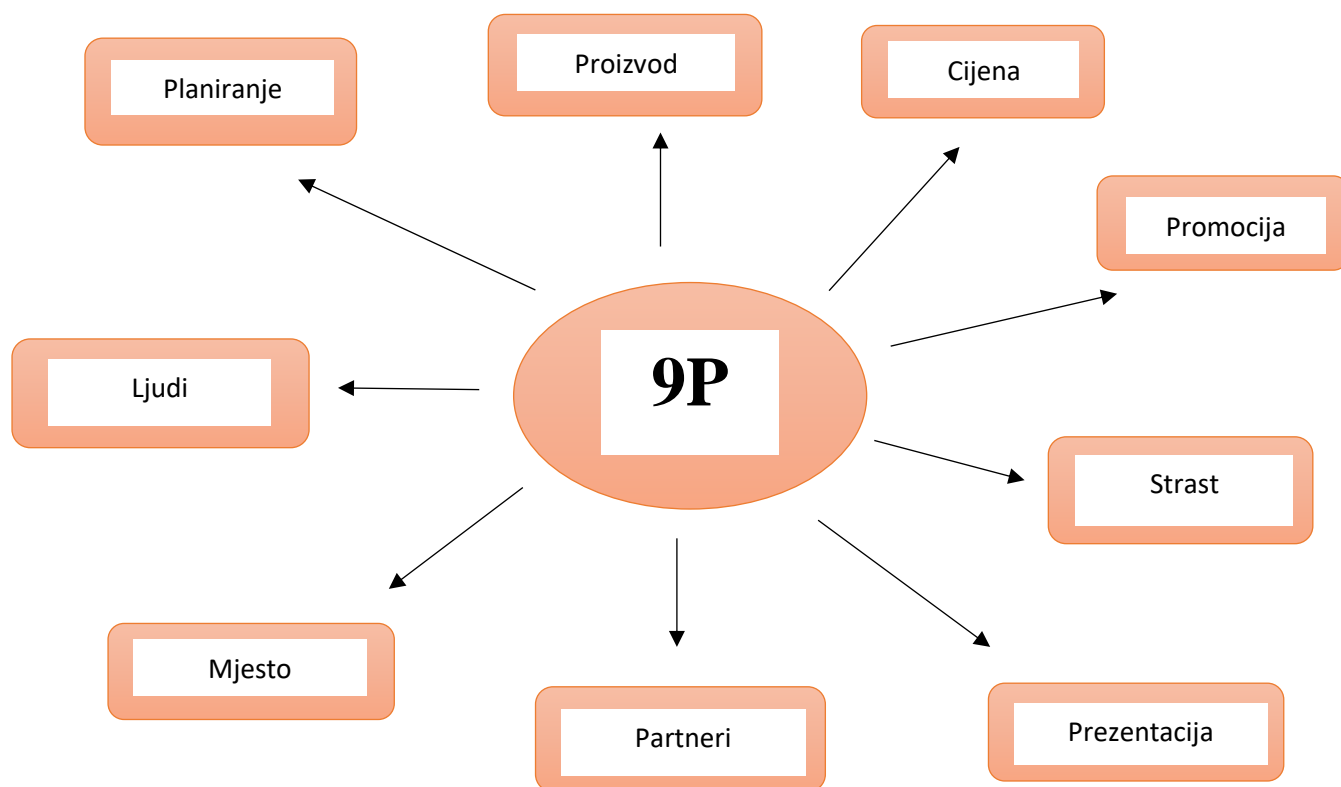 Planiranje
Proizvod
Cijena
Promocija
Ljudi
9P
Strast
Mjesto
Partneri
Prezentacija